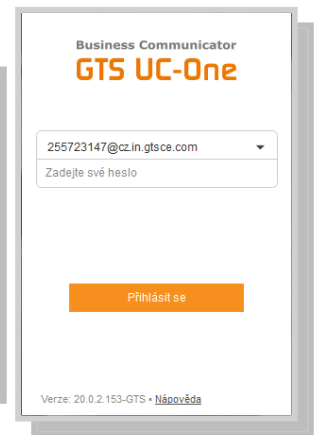 Business Communicator
GTS UC-One
255723147@cz.in.gtsce.com
Zadejte své heslo
Přihlásit se
Verze: 20.0.2.153-GTS • Nápověda